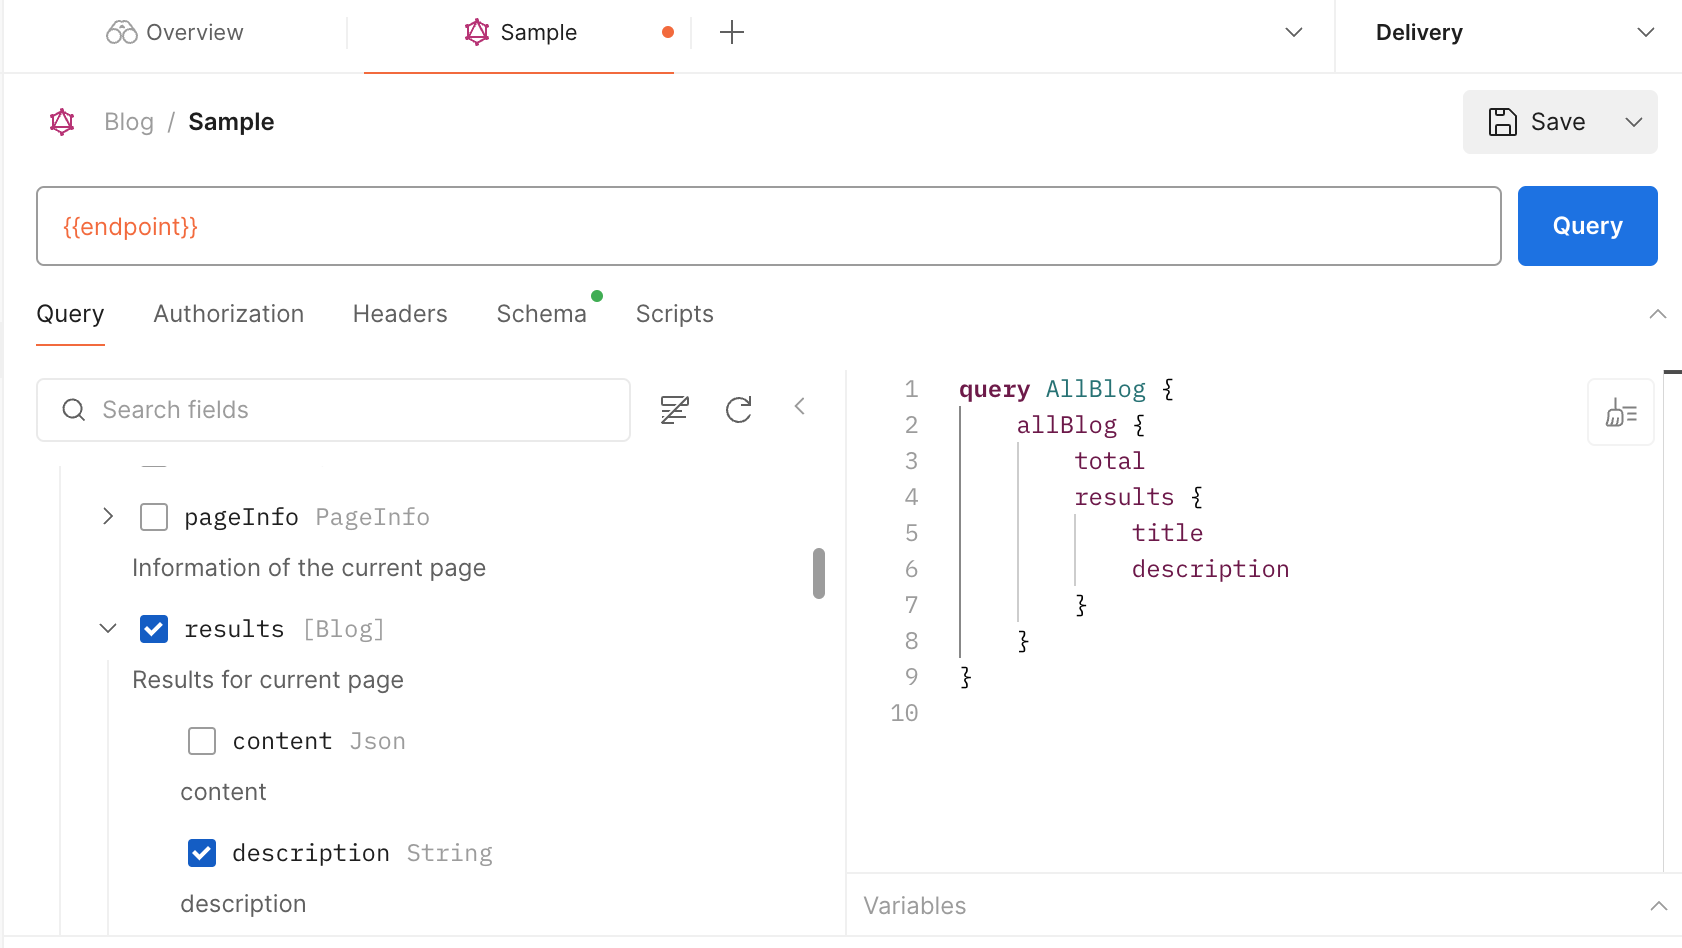 Overview
Sample
Delivery
Blog / Sample
Save
{{endpoint}}
Query
Query
Authorization
Headers
Schema
Scripts
Search fields
pageInfo PageInfo
Information of the current page
results [Blog]
Results for current page
content Json
content
description String
description
1 query AllBlog {
2 allBlog {
3 total
4 results {
5 title
6 description
7 }
8 }
9 }
10
Variables